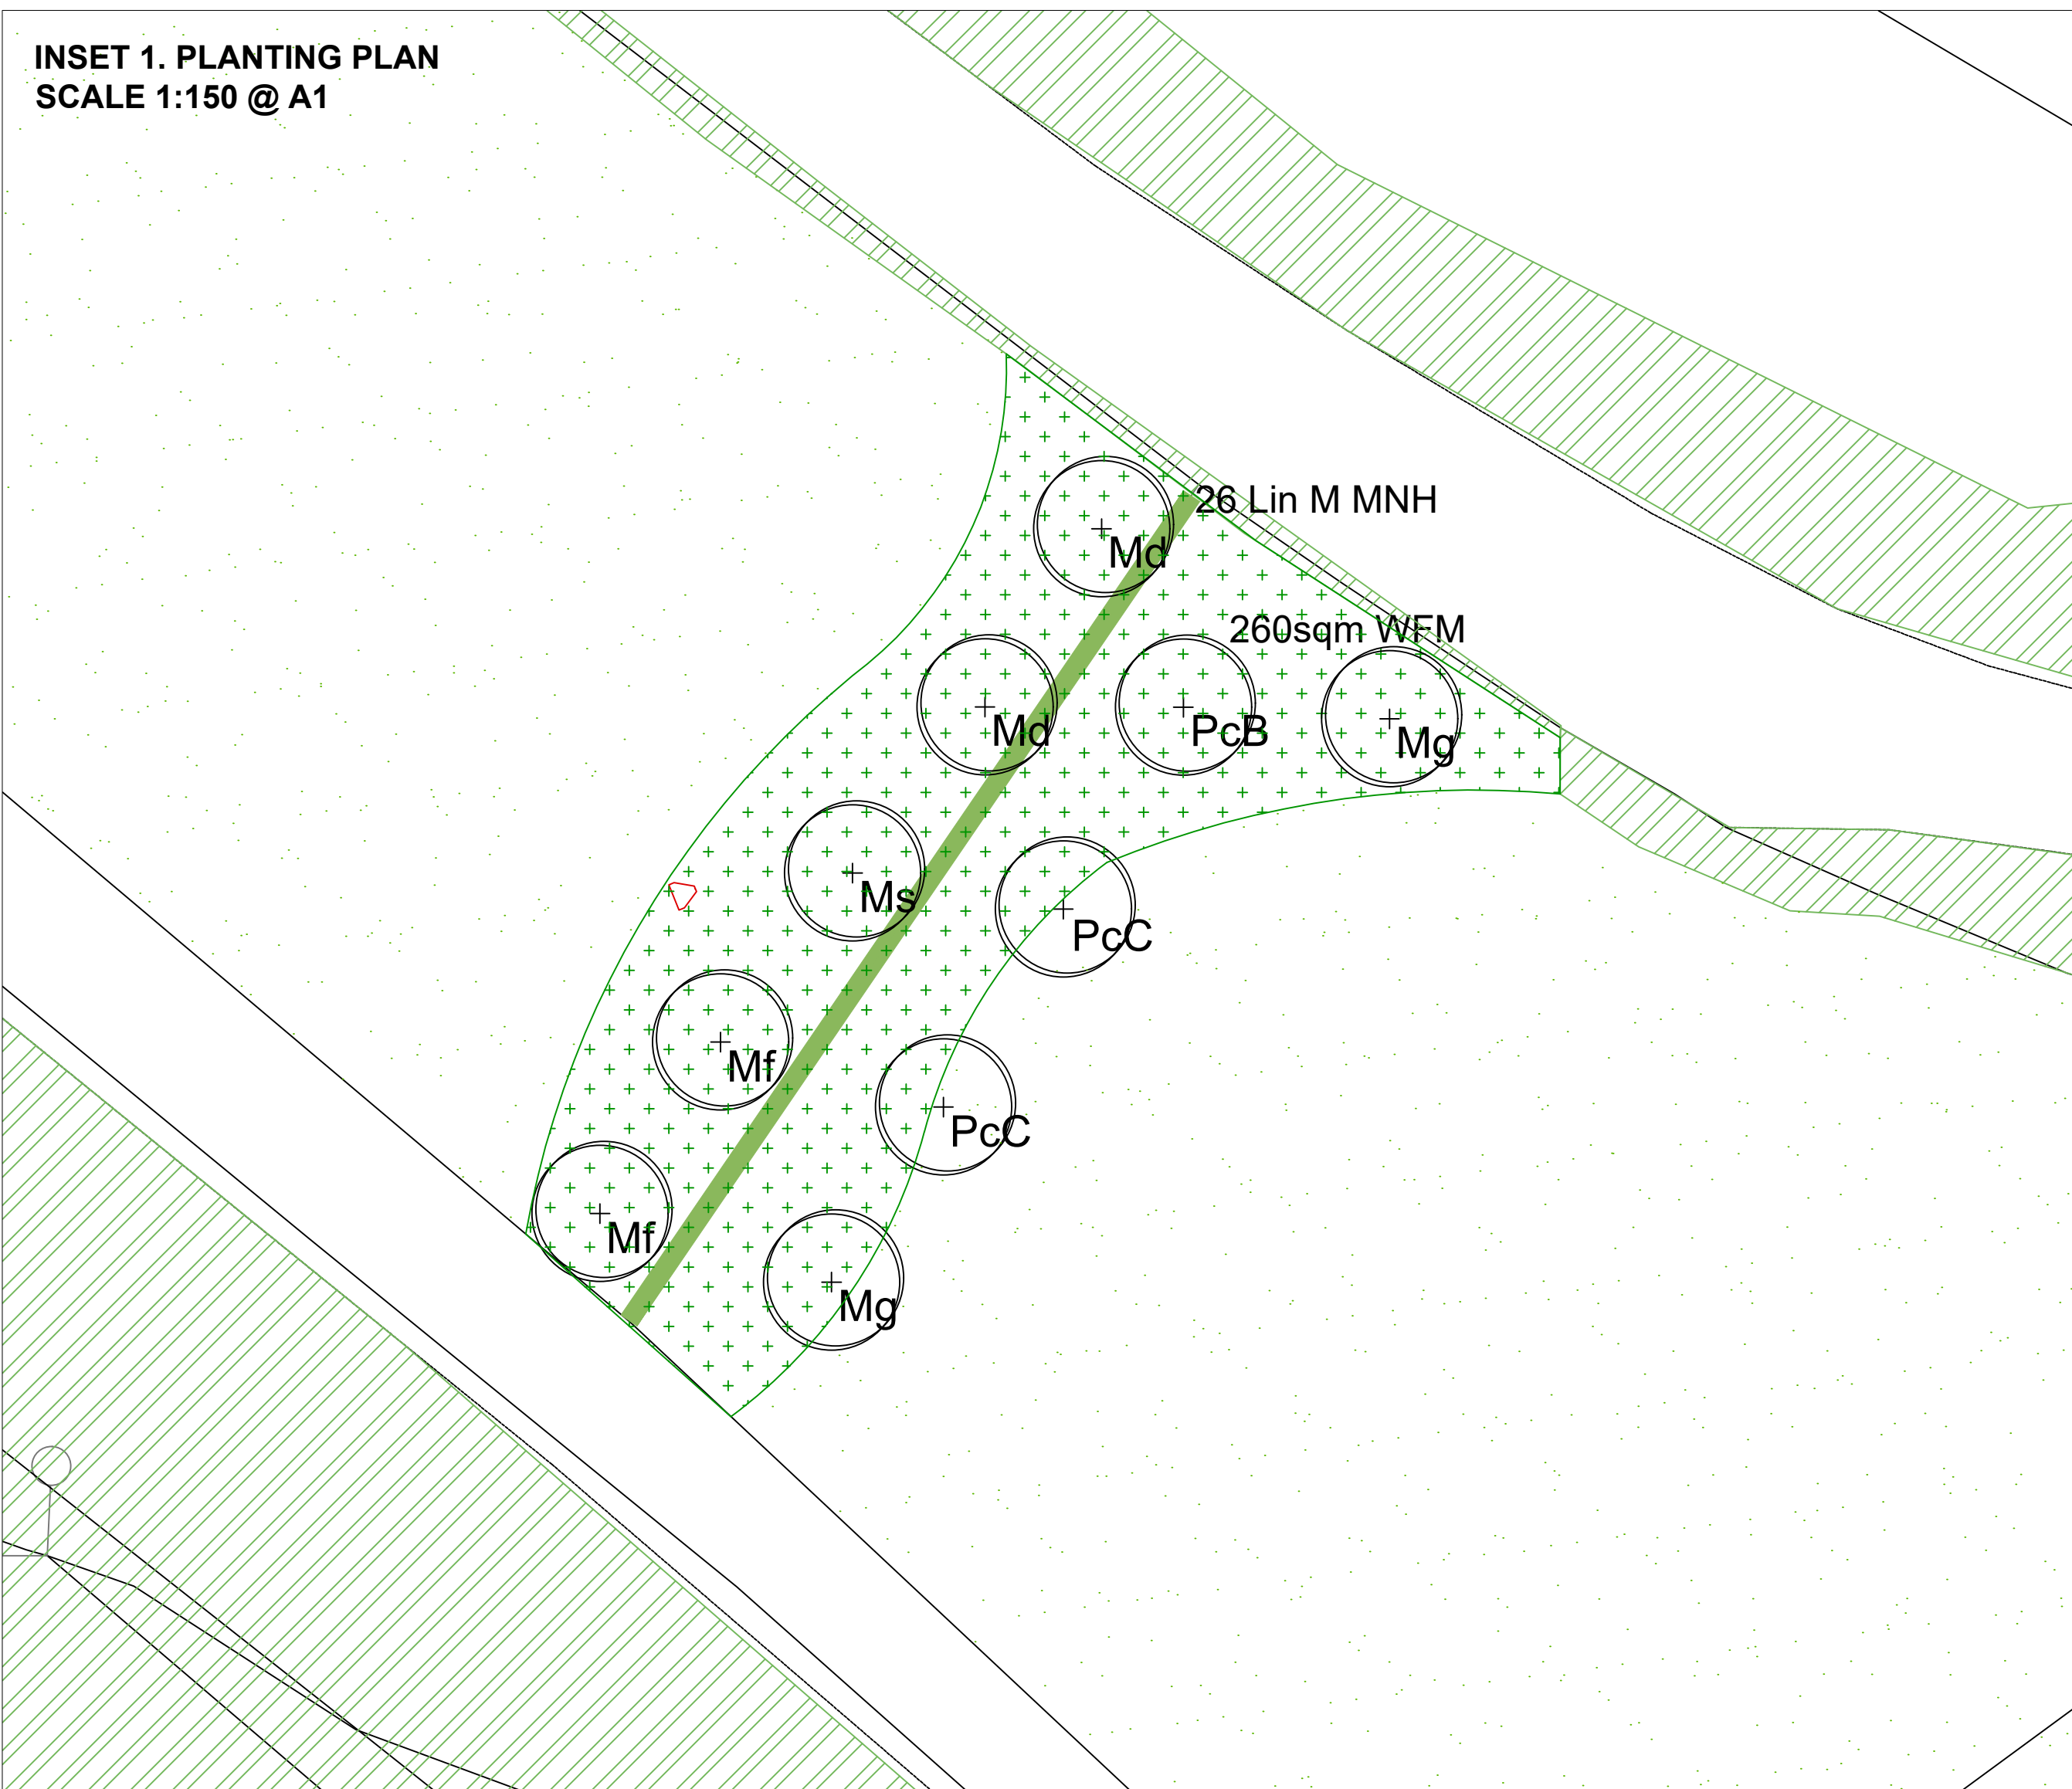 INSET 1. PLANTING PLAN
SCALE 1:150 @ A1
26 Lin M MNH
Md
260sqm WFM
Md
PcB
Mg
Ms
PcC
Mf
PcC
Mf
Mg